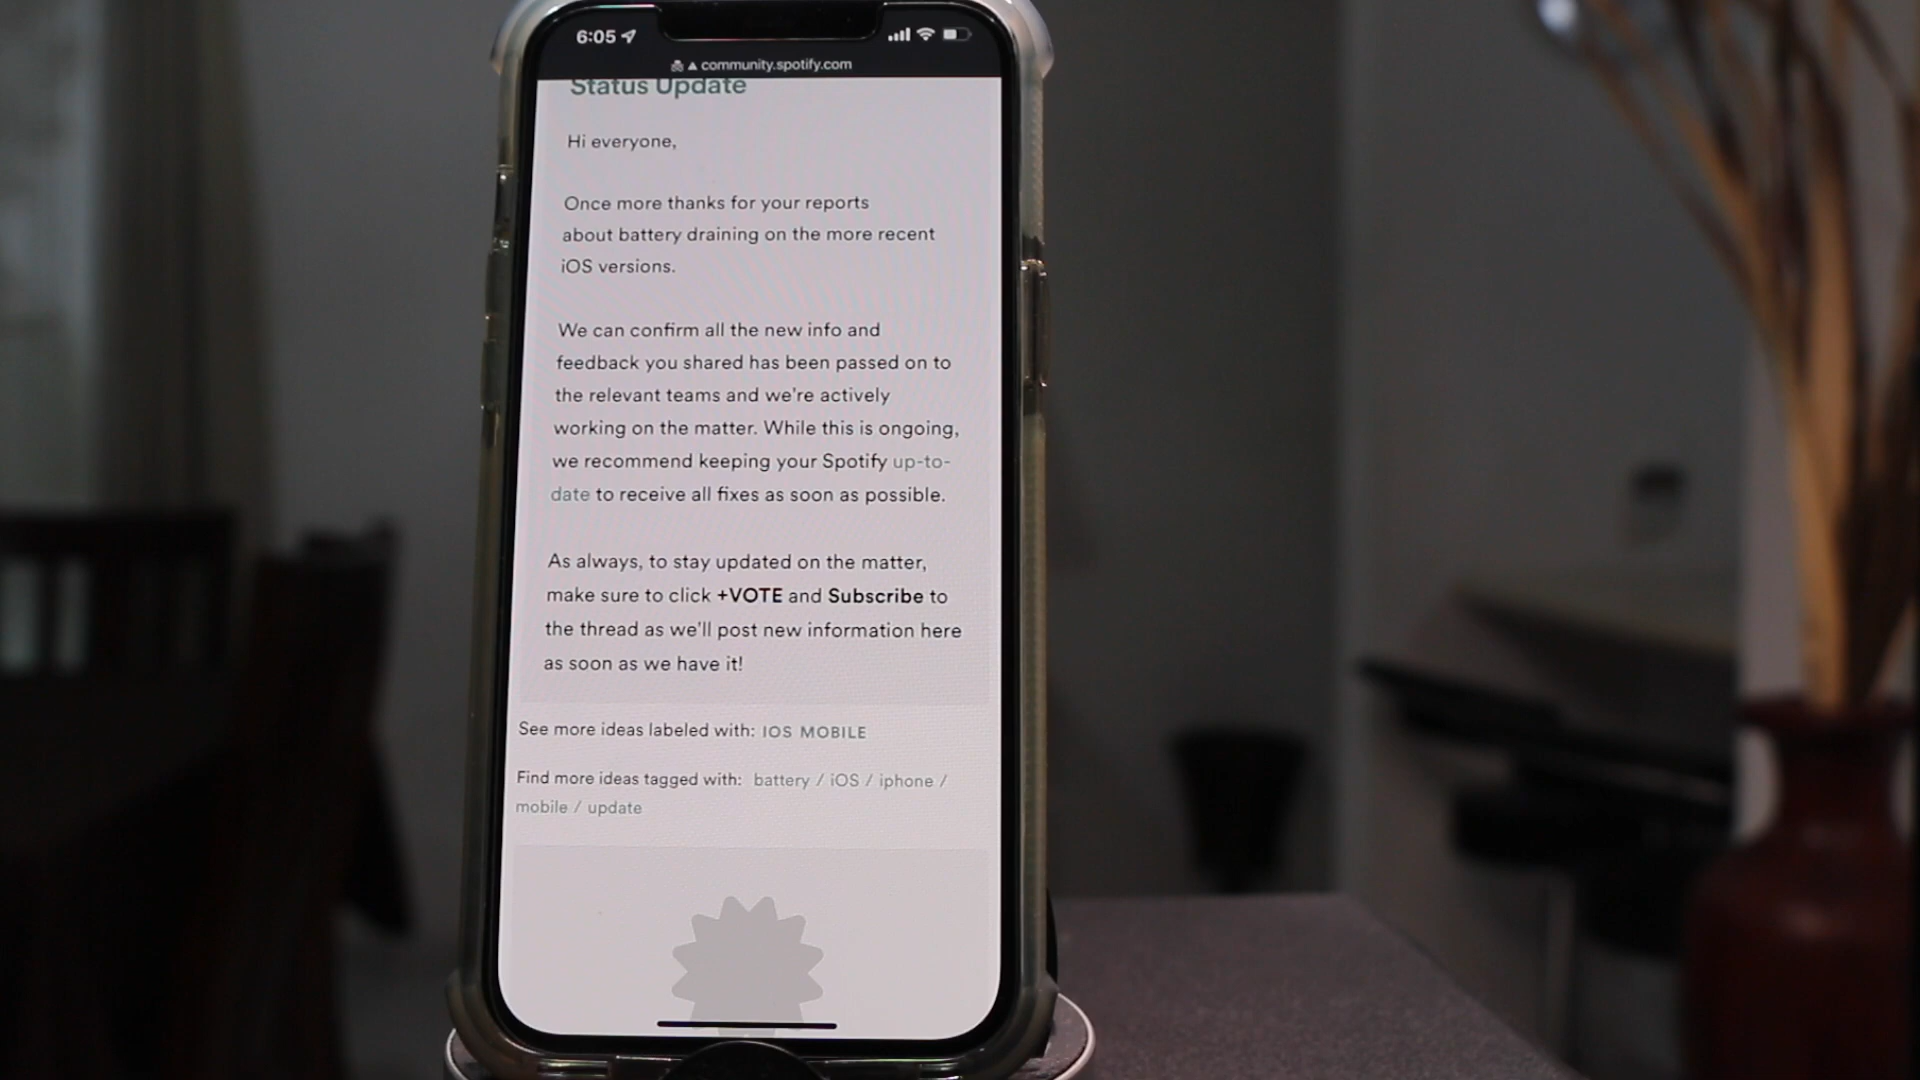 6:05
community.spotify.com
Status Update
Hi everyone,
Once more thanks for your reports
about battery draining on the more recent
iOS versions.
We can confirm all the new info and
feedback you shared has been passed on to
the relevant teams and we're actively
working on the matter. While this is ongoing,
we recommend keeping your Spotify up-to-
date to receive all fixes as soon as possible.
As always, to stay updated on the matter,
make sure to click +VOTE and Subscribe to
the thread as we'll post new information here
as soon as we have it!
See more ideas labeled with: IOS MOBILE
Find more ideas tagged with: battery / iOS / iphone /
mobile / update